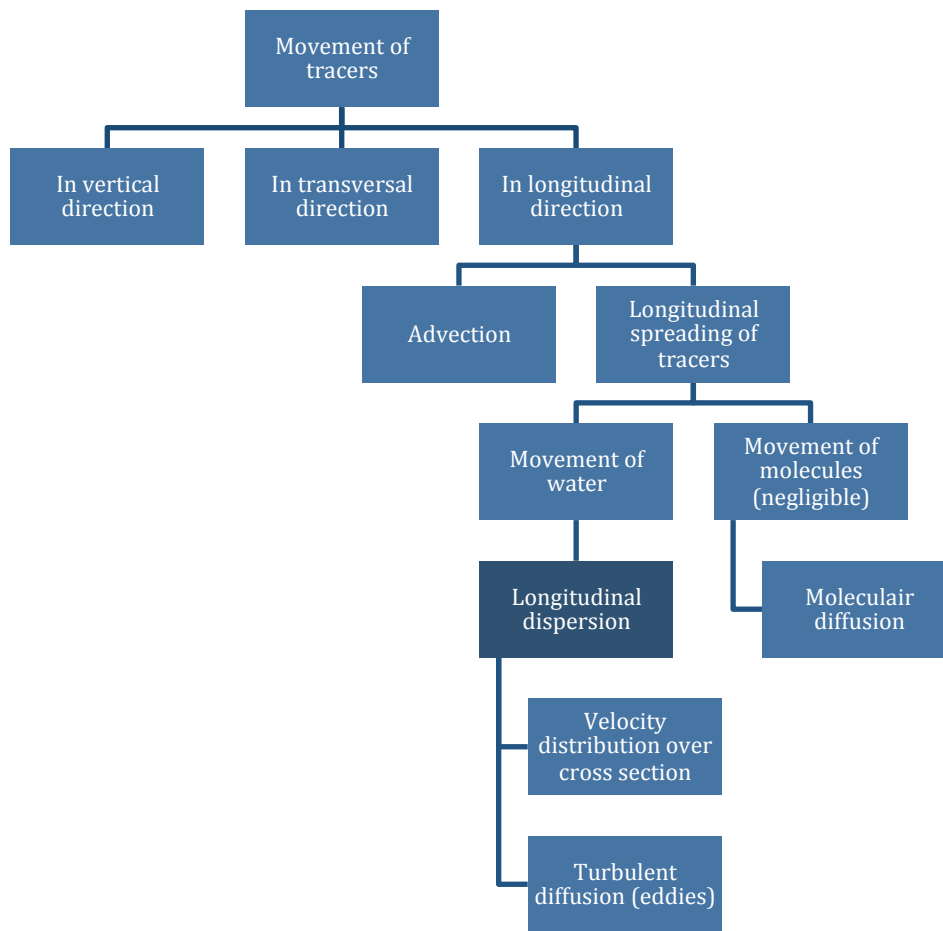 Movement of
tracers
In vertical
direction
In transversal
direction
In longitudinal
direction
Advection
Longitudinal
spreading of
tracers
Movement of
water
Movement of
molecules
(negligible)
Longitudinal
dispersion
Moleculair
diffusion
Velocity
distribution over
cross section
Turbulent
diffusion (eddies)